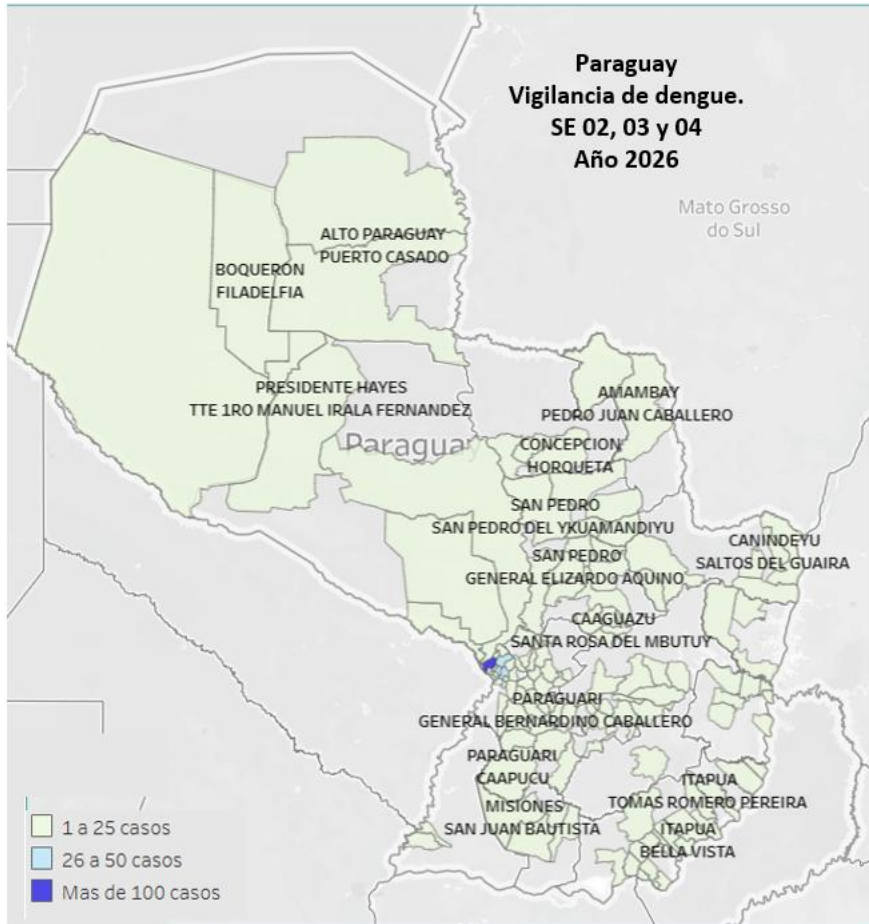 Paraguay
Vigilancia de dengue.
SE 02, 03 y 04
Año 2026
Mato Grosso
do Sul
ALTO PARAGUAY
PUERTO CASADO
BOQUERON
FILADELFIA
PRESIDENTE HAYES
TTE 1RO MANUEL IRALA FERNANDEZ
AMAMBAY
PEDRO JUAN CABALLERO
Paraguay
CONCEPCION
HORQUETA
SAN PEDRO
SAN PEDRO DEL YKUAMANDIYU
CANINDEYU
SALTOS DEL GUAIRA
SAN PEDRO
GENERAL ELIZARDO AQUINO
CAAGUAZU
SANTA ROSA DEL MBUTUY
PARAGUARI
GENERAL BERNARDINO CABALLERO
PARAGUARI
CAAPUCU
ITAPUA
TOMAS ROMERO PEREIRA
MISIONES
SAN JUAN BAUTISTA
ITAPUA
BELLA VISTA
1 a 25 casos
26 a 50 casos
Mas de 100 casos